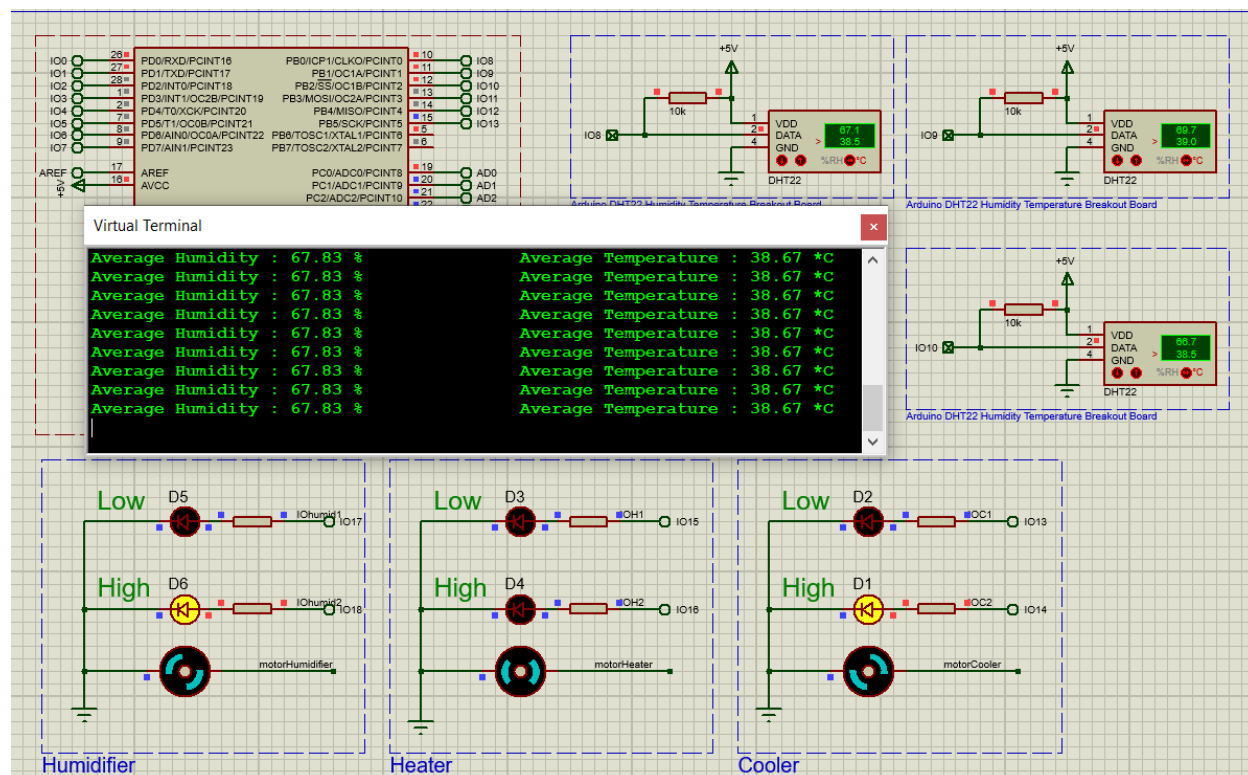 IO0 26 PD0/RXD/PCINT16 PB0/ICP1/CLKO/PCINT0 10 IO8
IO1 27 PD1/TXD/PCINT17 PB1/OC1A/PCINT1 11 IO9
IO2 28 PD2/INT0/PCINT18 PB2/SS/OC1B/PCINT2 12 IO10
IO3 1 PD3/INT1/OC2B/PCINT19 PB3/MOSI/OC2A/PCINT3 13 IO11
IO4 2 PD4/T0/XCK/PCINT20 PB4/MISO/PCINT4 14 IO12
IO5 7 PD5/T1/OC0B/PCINT21 PB5/SCK/PCINT5 15 IO13
IO6 8 PD6/AIN0/OC0A/PCINT22 PB6/TOSC1/XTAL1/PCINT6 5
IO7 9 PD7/AIN1/PCINT23 PB7/TOSC2/XTAL2/PCINT7 6
AREF 17 AREF PC0/ADC0/PCINT8 19 AD0
+5V 16 AVCC PC1/ADC1/PCINT9 20 AD1
PC2/ADC2/PCINT10 21 AD2
22
+5V
10k
IO8
1 VDD
2 DATA
4 GND
67.1
38.5
> %RH °C
DHT22
Arduino DHT22 Humidity Temperature Breakout Board
+5V
10k
IO9
1 VDD
2 DATA
4 GND
69.7
39.0
> %RH °C
DHT22
Arduino DHT22 Humidity Temperature Breakout Board
Virtual Terminal
Average Humidity : 67.83 % Average Temperature : 38.67 *C
Average Humidity : 67.83 % Average Temperature : 38.67 *C
Average Humidity : 67.83 % Average Temperature : 38.67 *C
Average Humidity : 67.83 % Average Temperature : 38.67 *C
Average Humidity : 67.83 % Average Temperature : 38.67 *C
Average Humidity : 67.83 % Average Temperature : 38.67 *C
Average Humidity : 67.83 % Average Temperature : 38.67 *C
Average Humidity : 67.83 % Average Temperature : 38.67 *C
Average Humidity : 67.83 % Average Temperature : 38.67 *C
+5V
10k
IO10
1 VDD
2 DATA
4 GND
66.7
38.5
> %RH °C
DHT22
Arduino DHT22 Humidity Temperature Breakout Board
Low D5 IOhumid1 IO17
High D6 IOhumid2 IO18
motorHumidifier
Humidifier
Low D3 IOH1 IO15
High D4 IOH2 IO16
motorHeater
Heater
Low D2 IOC1 IO13
High D1 IOC2 IO14
motorCooler
Cooler